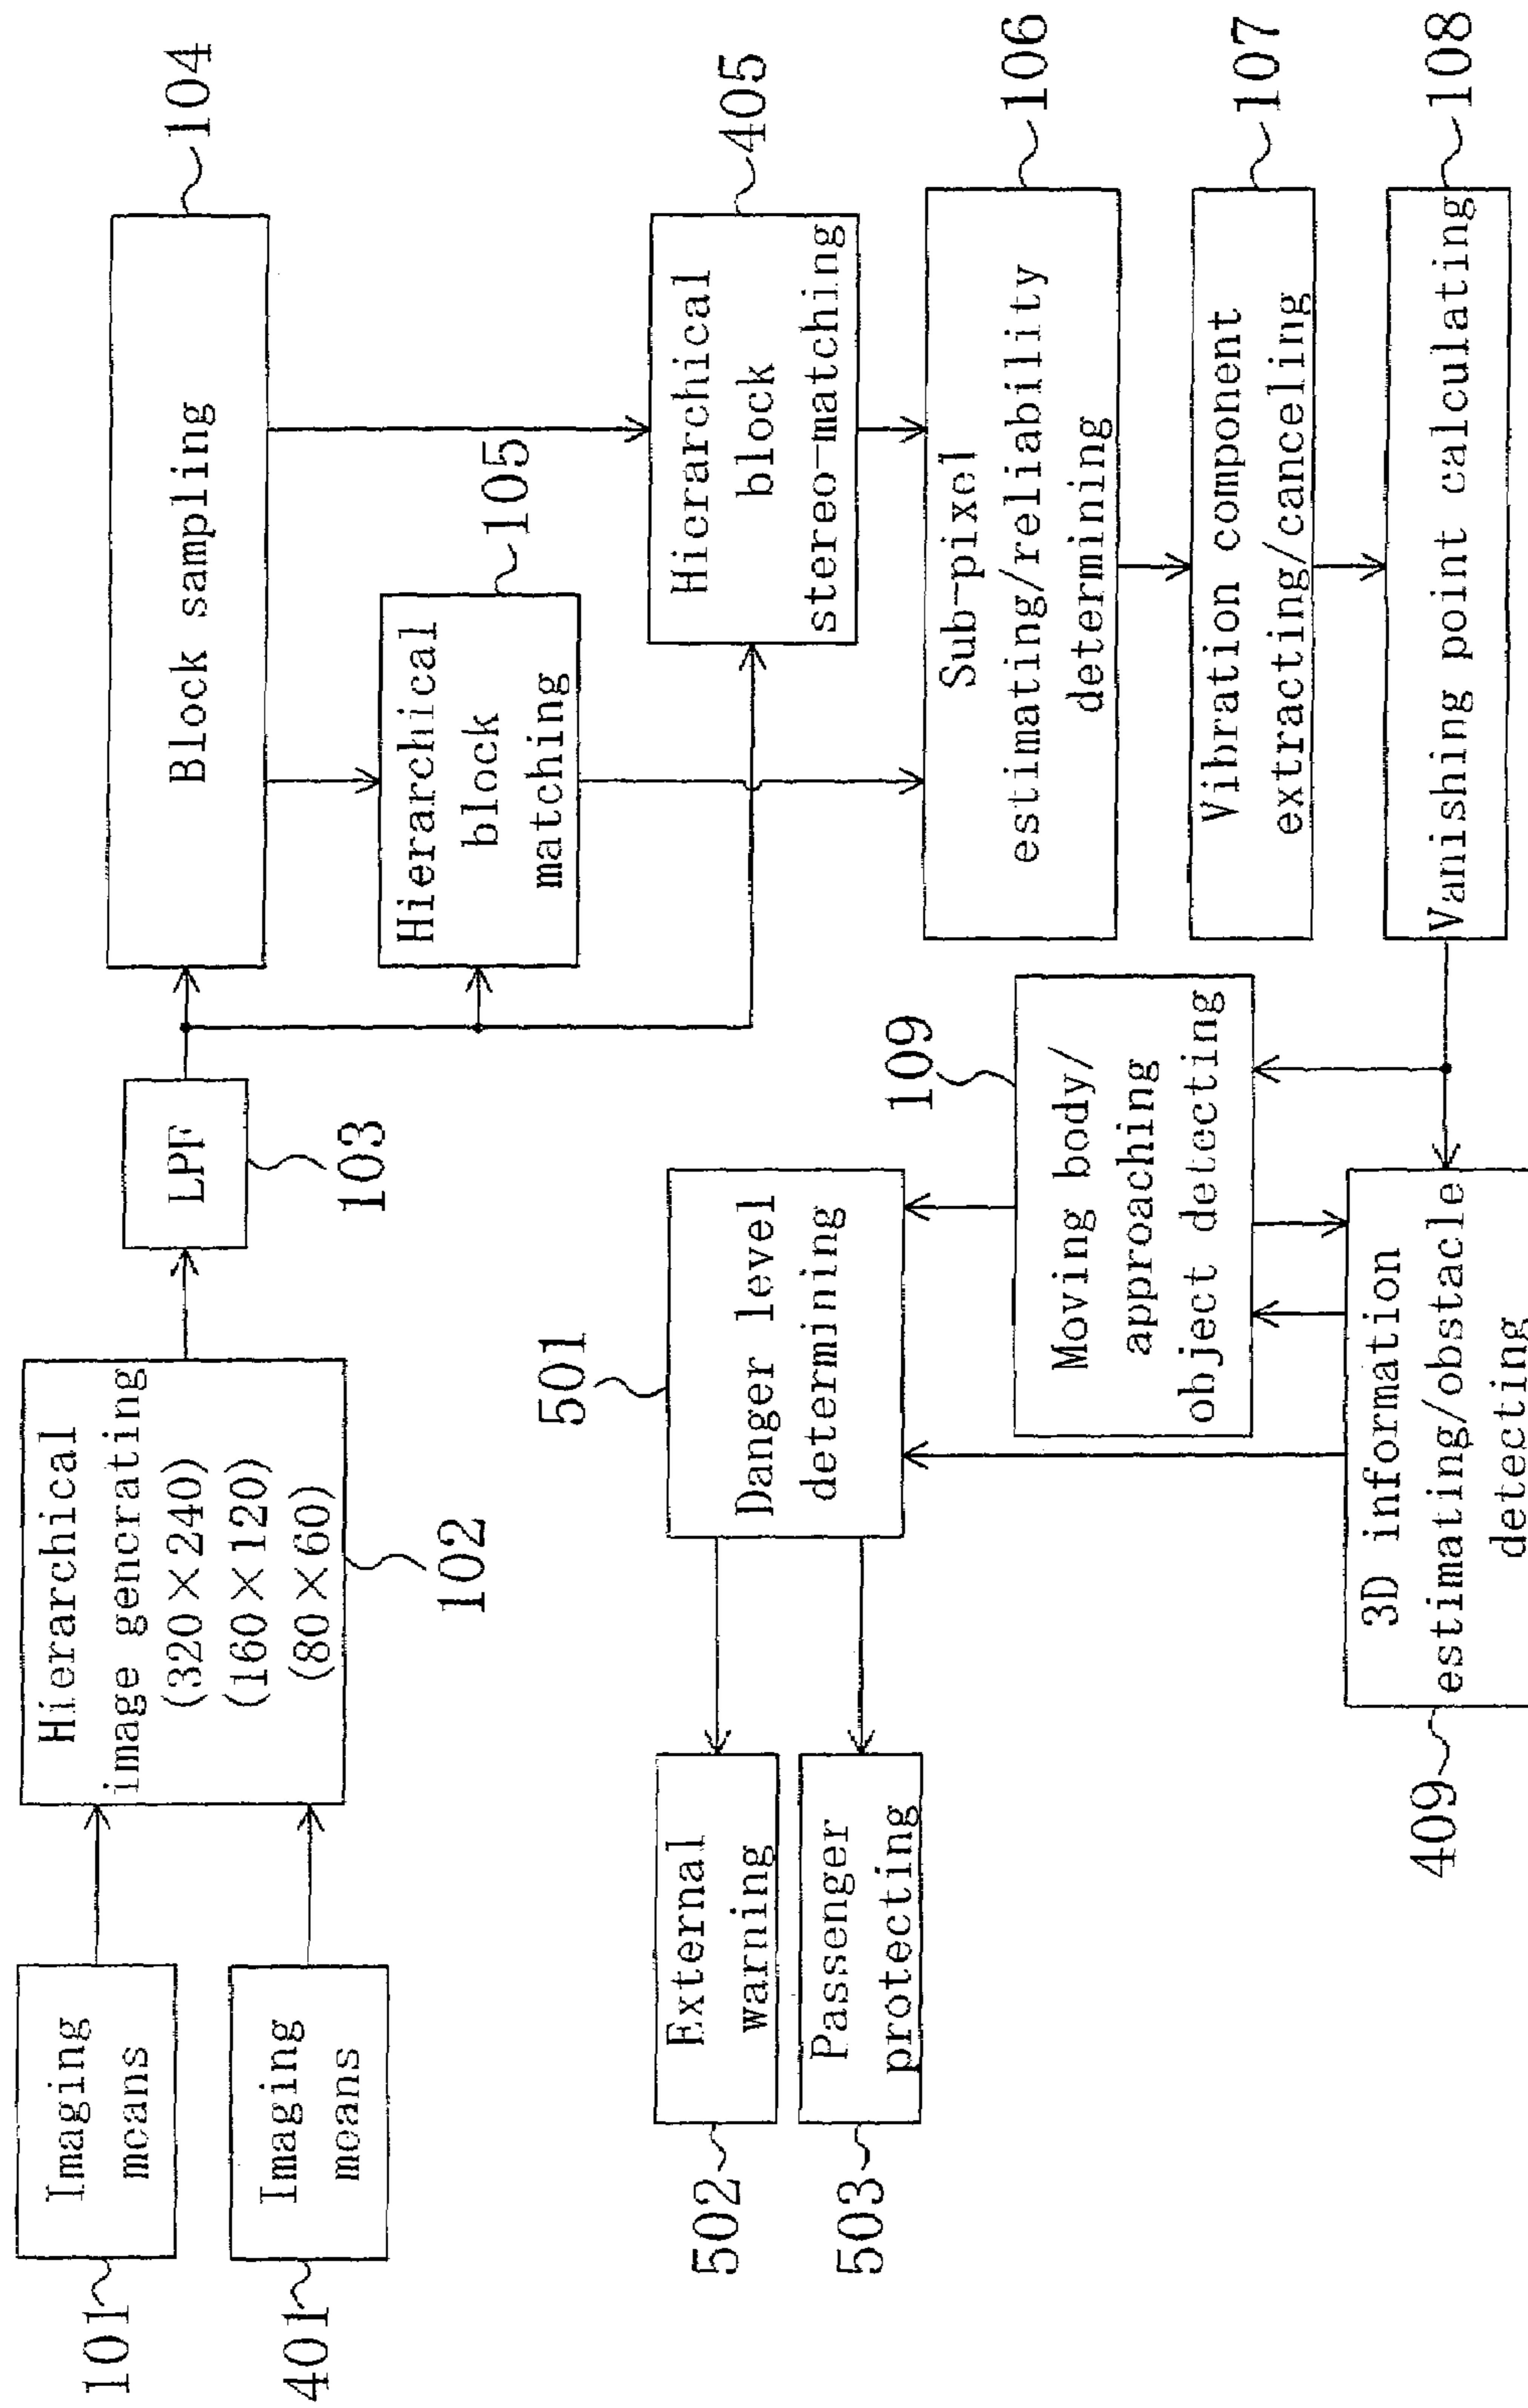 101
Imaging
means
401
Imaging
means
Hierarchical
image generating
(320×240)
(160×120)
(80×60)
102
LPF
103
Block sampling
104
Hierarchical
block
matching
105
Hierarchical
block
stereo-matching
405
Sub-pixel
estimating/reliability
determining
106
Vibration component
extracting/canceling
107
Vanishing point calculating
108
109
Moving body/
approaching
object detecting
501
Danger level
determining
502
External
warning
503
Passenger
protecting
409
3D information
estimating/obstacle
detecting